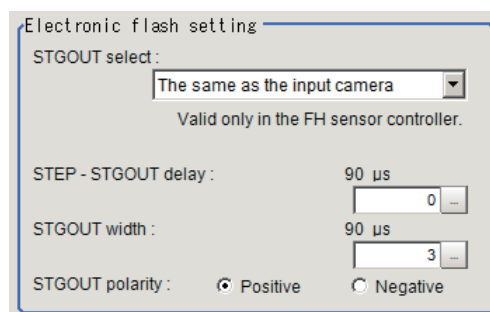 Electronic flash setting
STGOUT select :
The same as the input camera
Valid only in the FH sensor controller.
STEP - STGOUT delay : 90 µs
0 ...
STGOUT width : 90 µs
3 ...
STGOUT polarity : Positive Negative